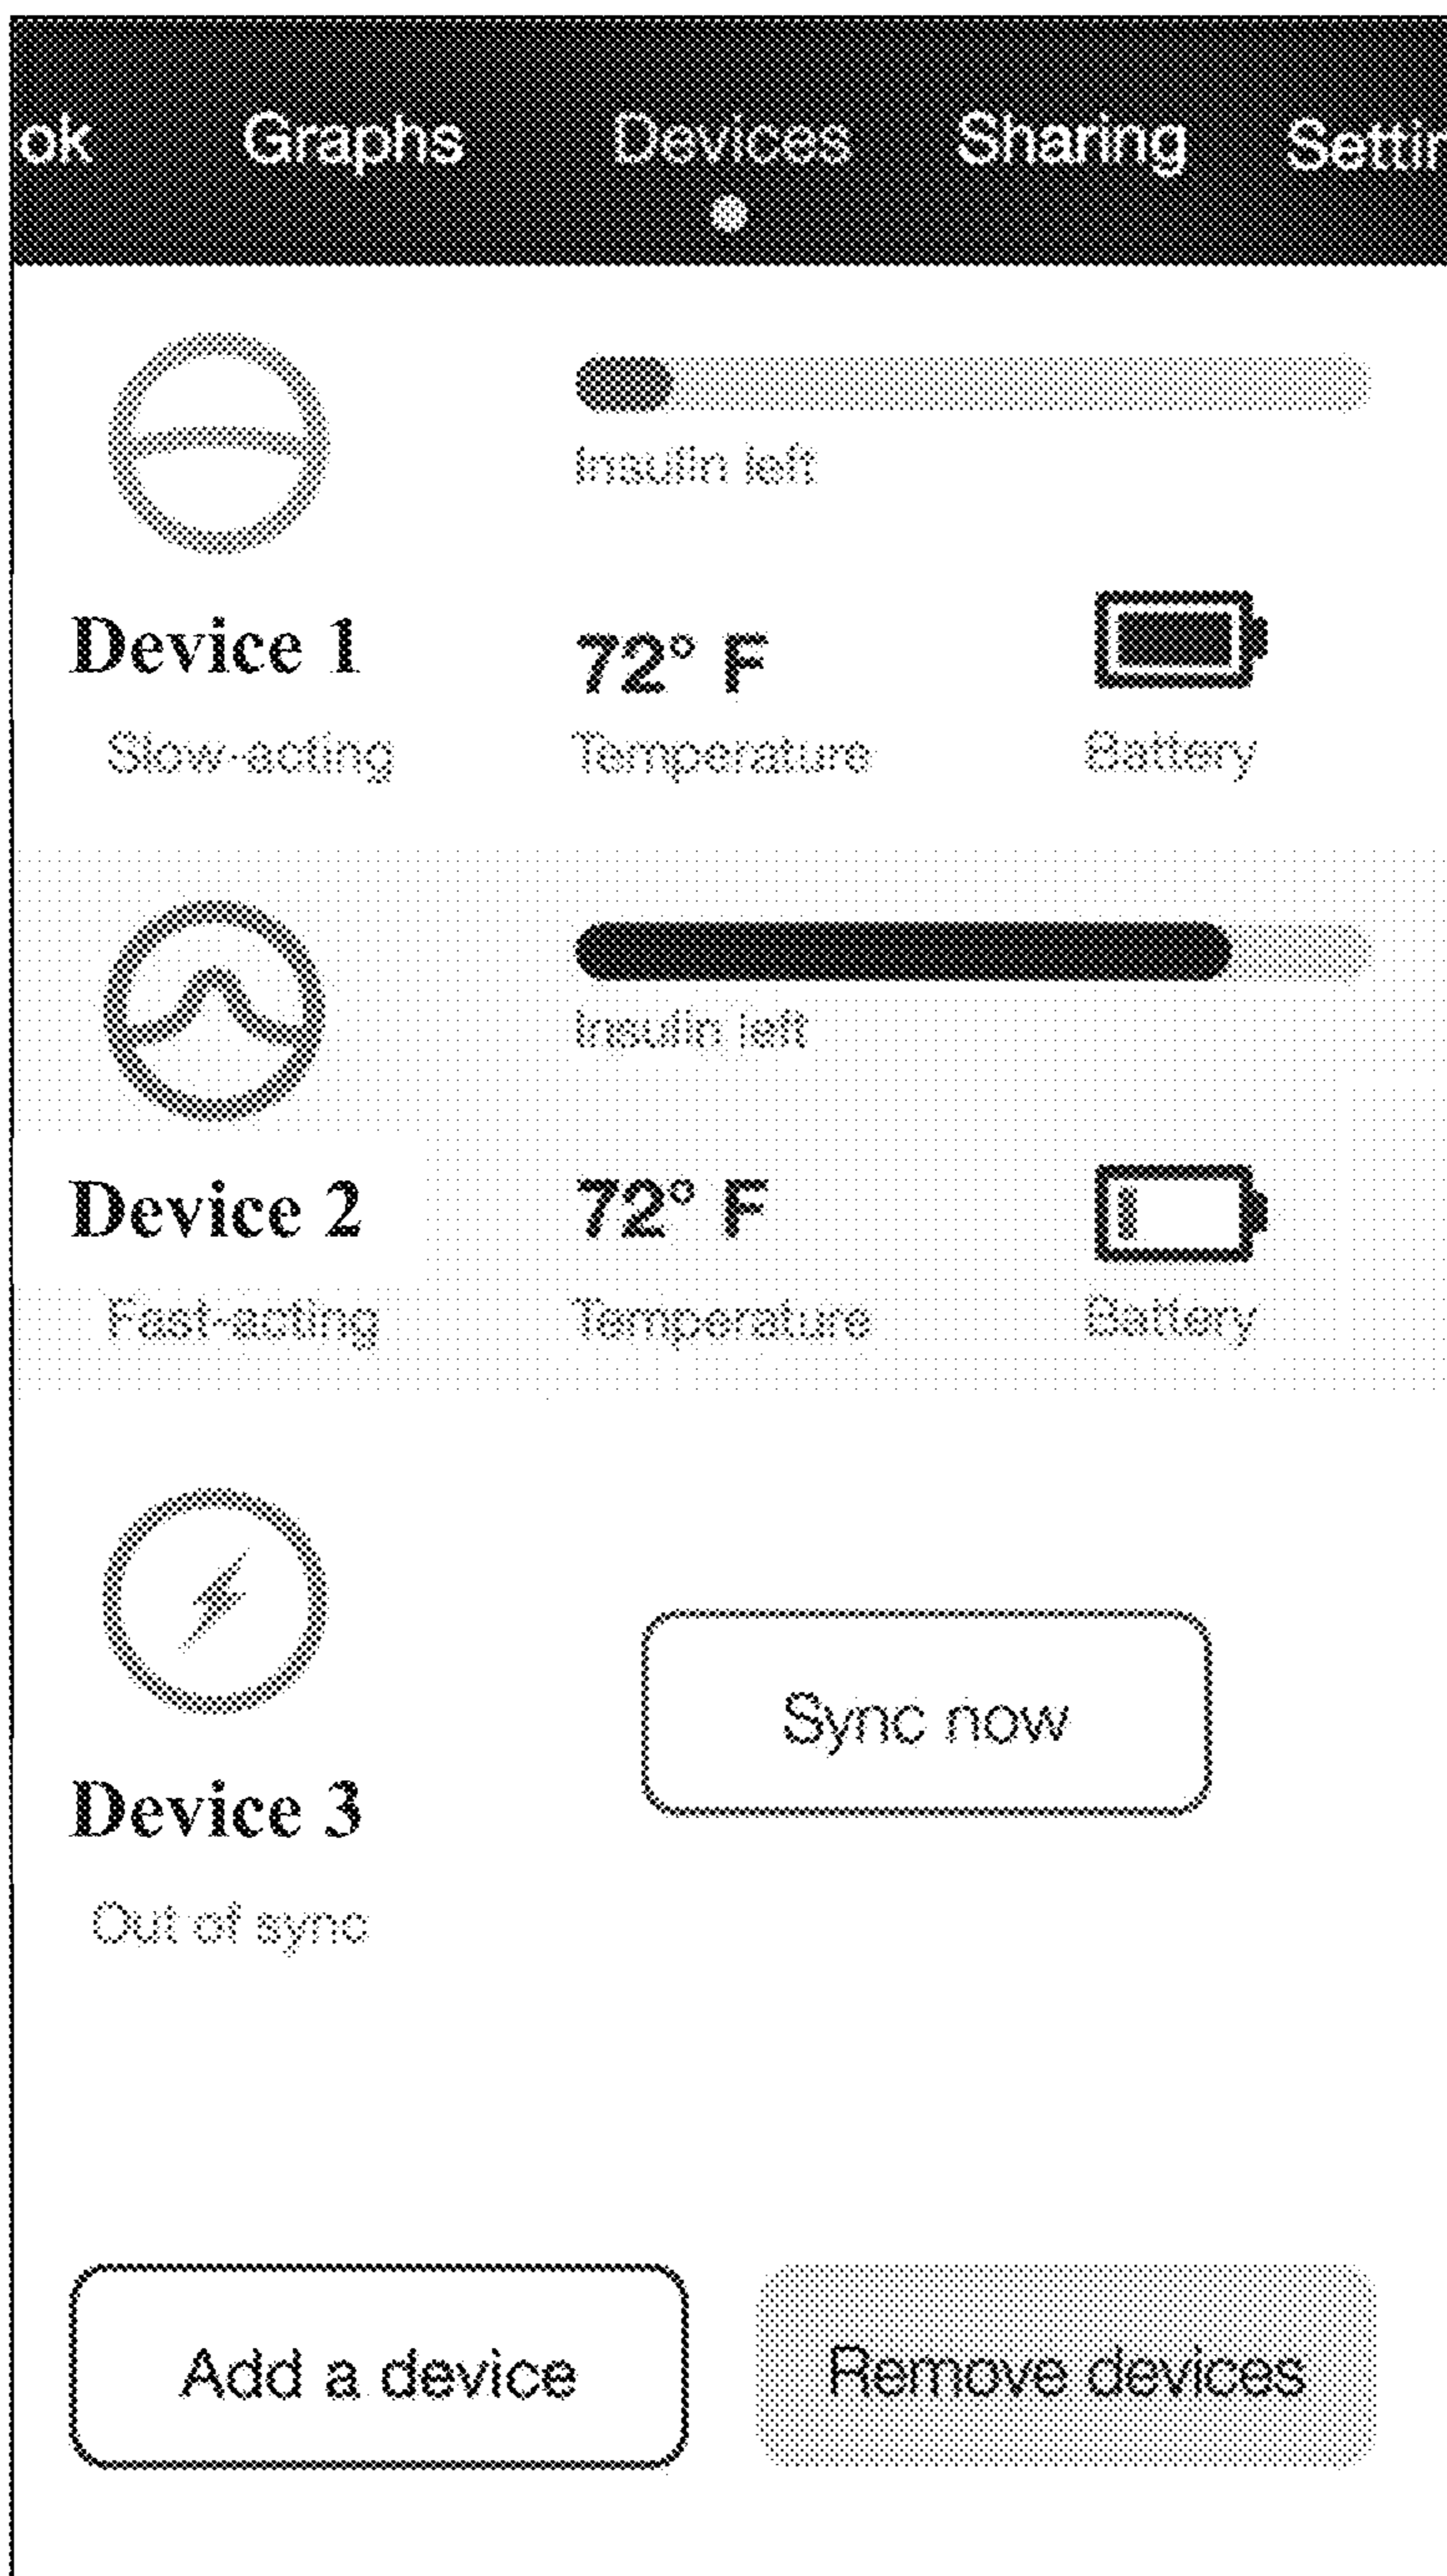 ok Graphs Devices Sharing Settin
Insulin left
Device 1 72° F
Slow-acting Temperature Battery
Insulin left
Device 2 72° F
Fast-acting Temperature Battery
Sync now
Device 3
Out of sync
Add a device Remove devices